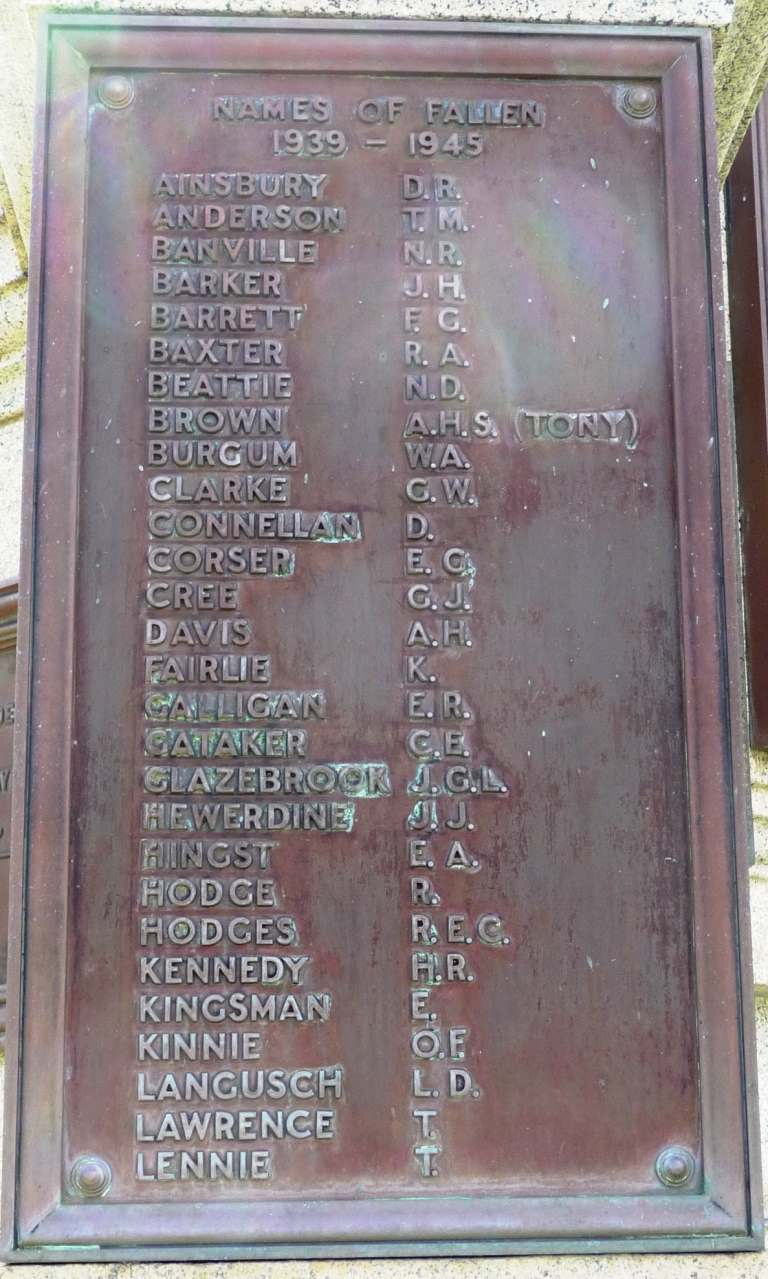 NAMES OF FALLEN
1939 – 1945
AINSBURY D.R.
ANDERSON T.M.
BANVILLE N.R.
BARKER J.H.
BARRETT F.G.
BAXTER R.A.
BEATTIE N.D.
BROWN A.H.S. (TONY)
BURGUM W.A.
CLARKE G.W.
CONNELLAN D.
CORSER E.G.
CREE G.J.
DAVIS A.H.
FAIRLIE K.
GALLIGAN E.R.
GATAKER C.E.
GLAZEBROOK J.G.L.
HEWERDINE J.J.
HINGST E.A.
HODGE R.
HODGES R.E.C.
KENNEDY H.R.
KINGSMAN E.
KINNIE O.F.
LANGUSCH L.D.
LAWRENCE T.
LENNIE T.